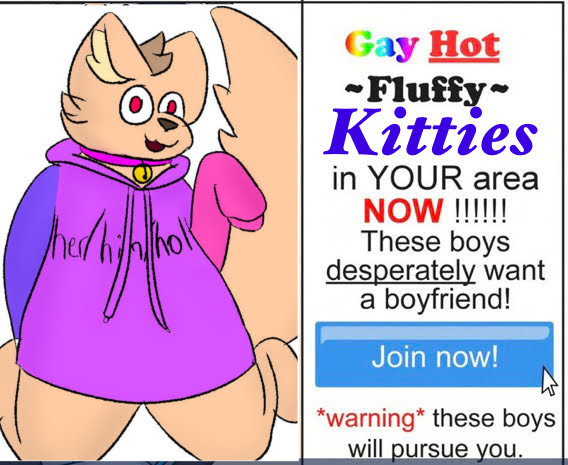 her/him/hol
Gay Hot
~Fluffy~
Kitties
in YOUR area
NOW !!!!!!
These boys
desperately want
a boyfriend!
Join now!
*warning* these boys
will pursue you.